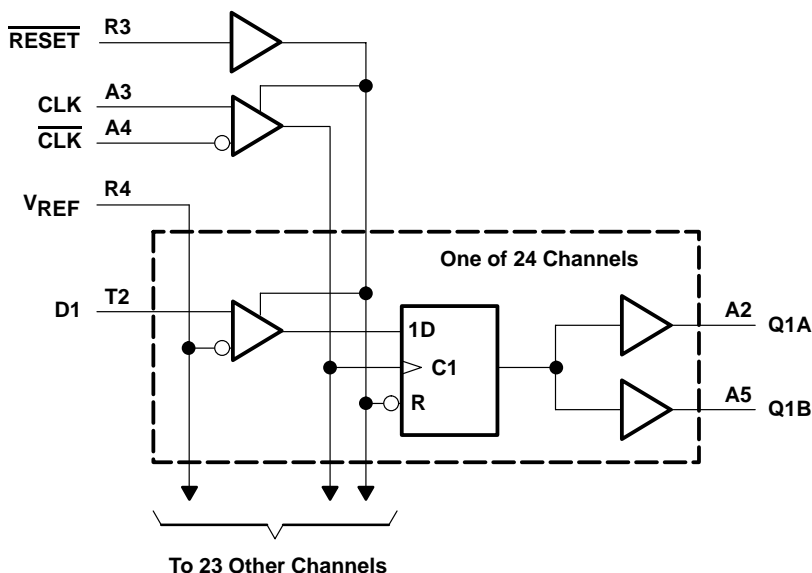 RESET R3
CLK A3
CLK A4
VREF R4
One of 24 Channels
D1 T2
1D
C1
R
A2 Q1A
A5 Q1B
To 23 Other Channels